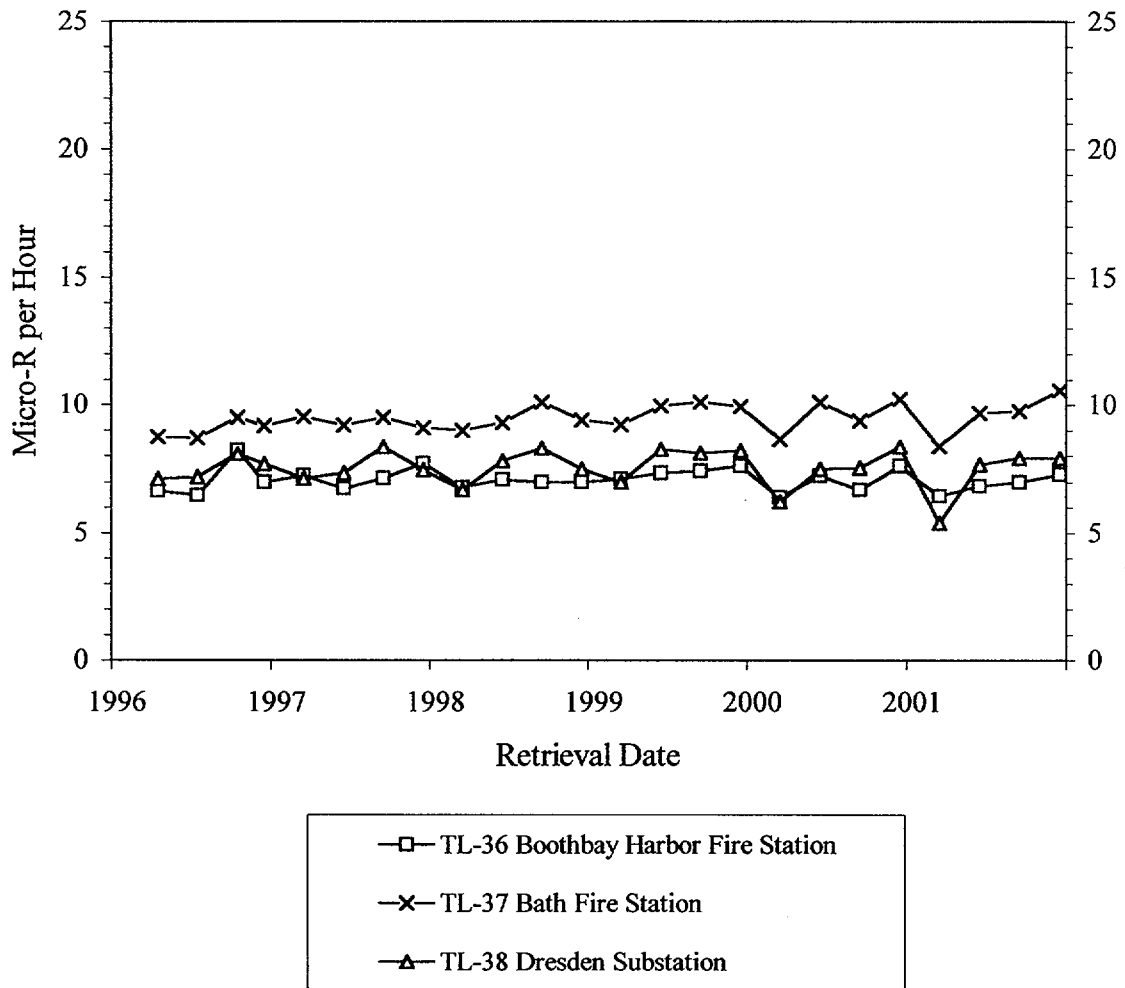 25 25
20 20
15 15
10 10
5 5
0 0
Micro-R per Hour
1996 1997 1998 1999 2000 2001
Retrieval Date
TL-36 Boothbay Harbor Fire Station
TL-37 Bath Fire Station
TL-38 Dresden Substation